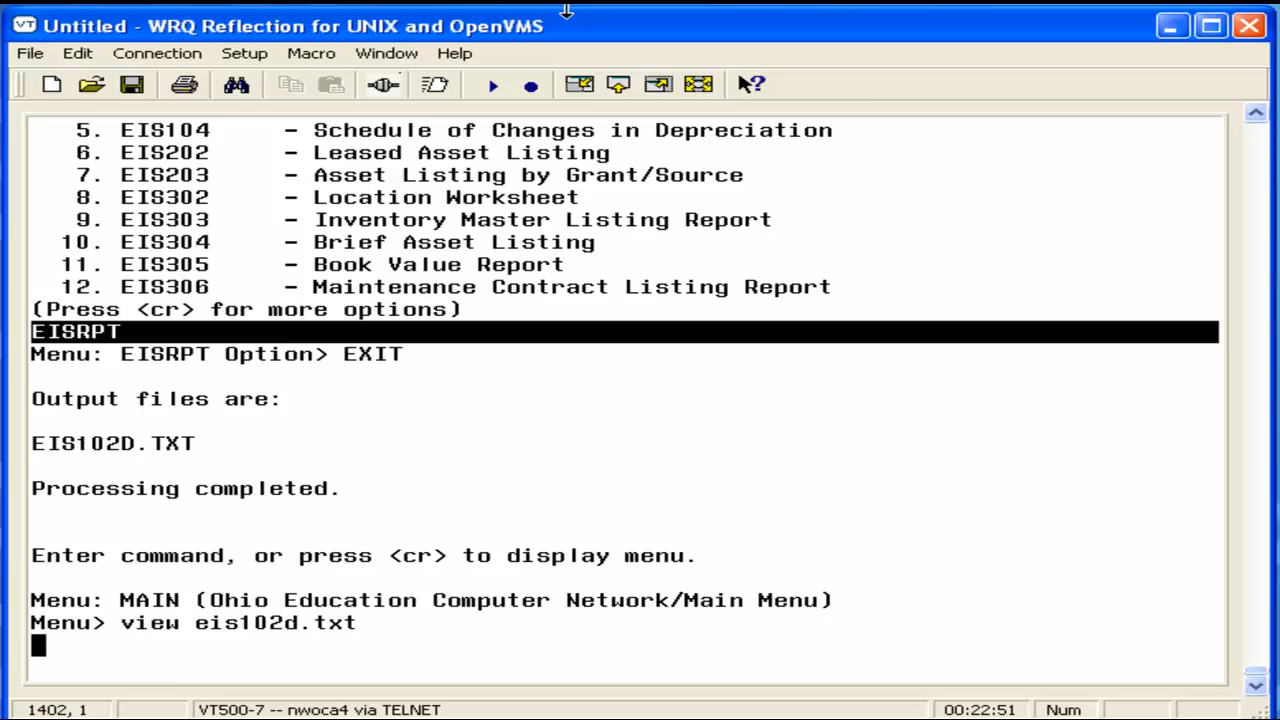 VT Untitled - WRQ Reflection for UNIX and OpenVMS
File Edit Connection Setup Macro Window Help
5. EIS104 - Schedule of Changes in Depreciation
6. EIS202 - Leased Asset Listing
7. EIS203 - Asset Listing by Grant/Source
8. EIS302 - Location Worksheet
9. EIS303 - Inventory Master Listing Report
10. EIS304 - Brief Asset Listing
11. EIS305 - Book Value Report
12. EIS306 - Maintenance Contract Listing Report
(Press <cr> for more options)
EISRPT
Menu: EISRPT Option> EXIT
Output files are:
EIS102D.TXT
Processing completed.
Enter command, or press <cr> to display menu.
Menu: MAIN (Ohio Education Computer Network/Main Menu)
Menu> view eis102d.txt
1402, 1 VT500-7 -- nwoca4 via TELNET 00:22:51 Num